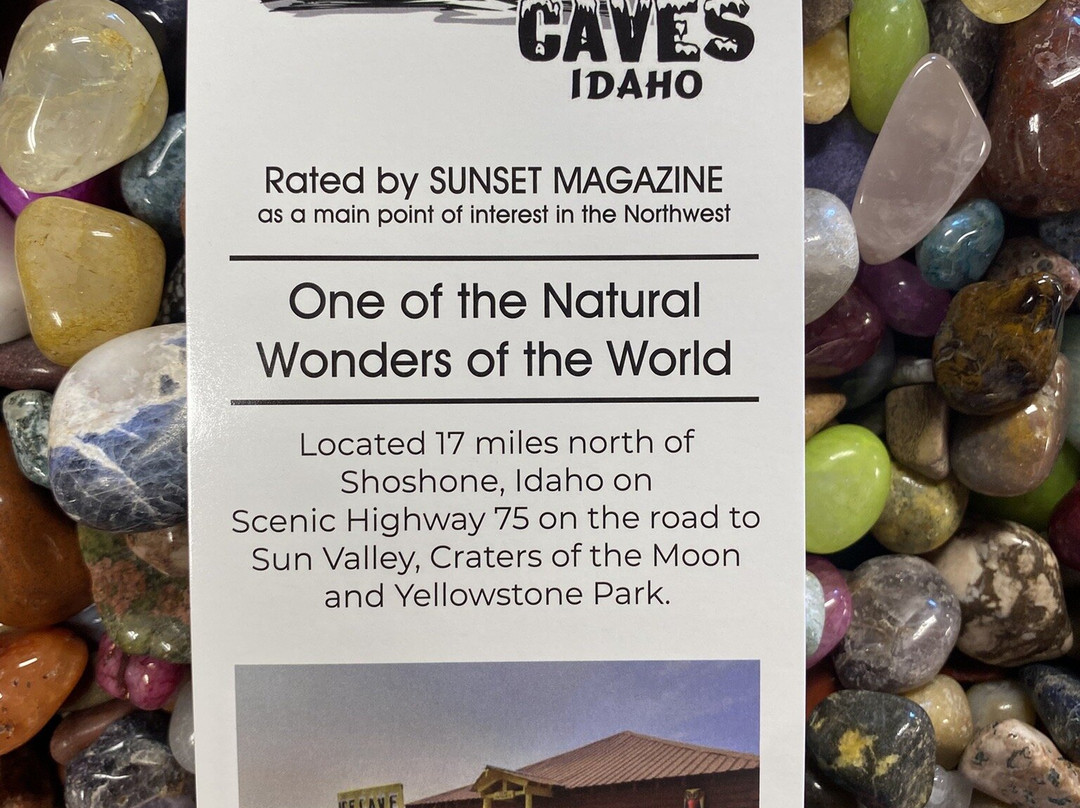 CAVES
IDAHO
Rated by SUNSET MAGAZINE
as a main point of interest in the Northwest
One of the Natural
Wonders of the World
Located 17 miles north of
Shoshone, Idaho on
Scenic Highway 75 on the road to
Sun Valley, Craters of the Moon
and Yellowstone Park.
ICE CAVE